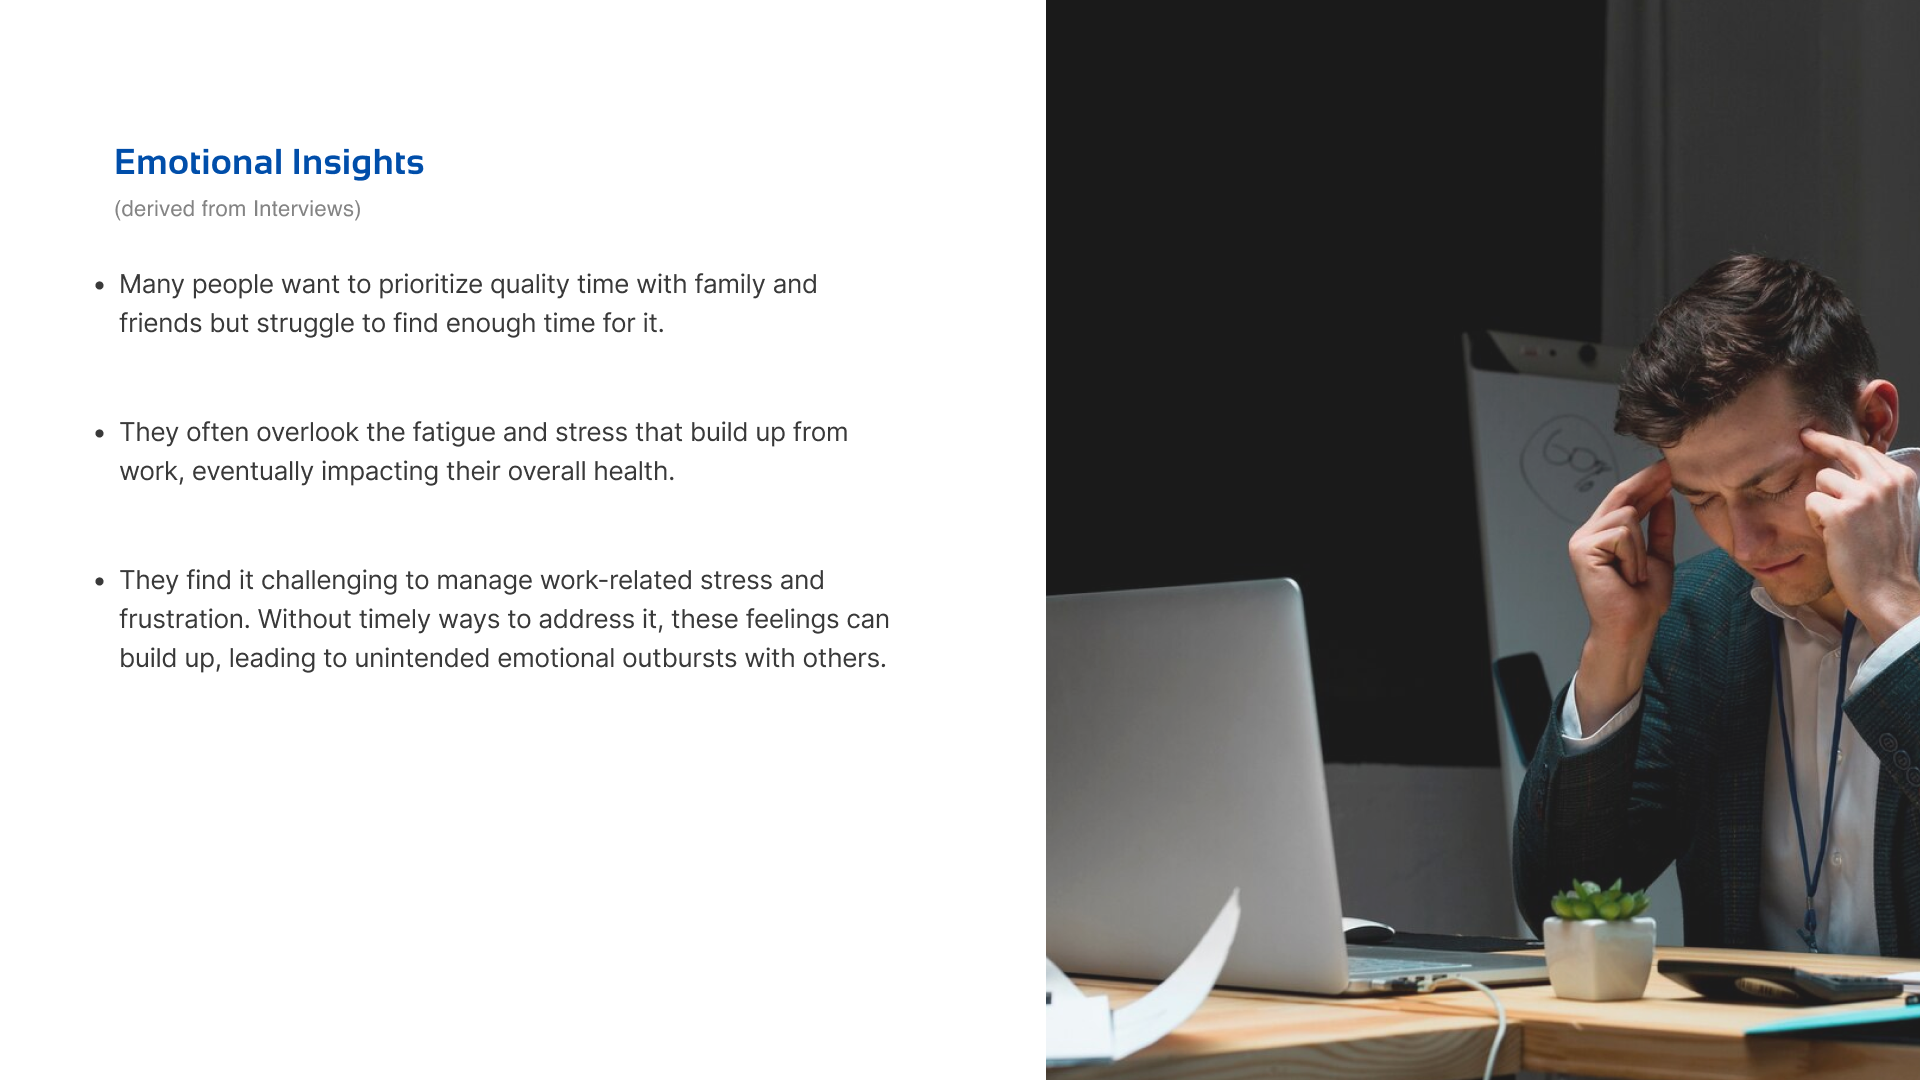 Emotional Insights
(derived from Interviews)
• Many people want to prioritize quality time with family and
friends but struggle to find enough time for it.
• They often overlook the fatigue and stress that build up from
work, eventually impacting their overall health.
• They find it challenging to manage work-related stress and
frustration. Without timely ways to address it, these feelings can
build up, leading to unintended emotional outbursts with others.
60%